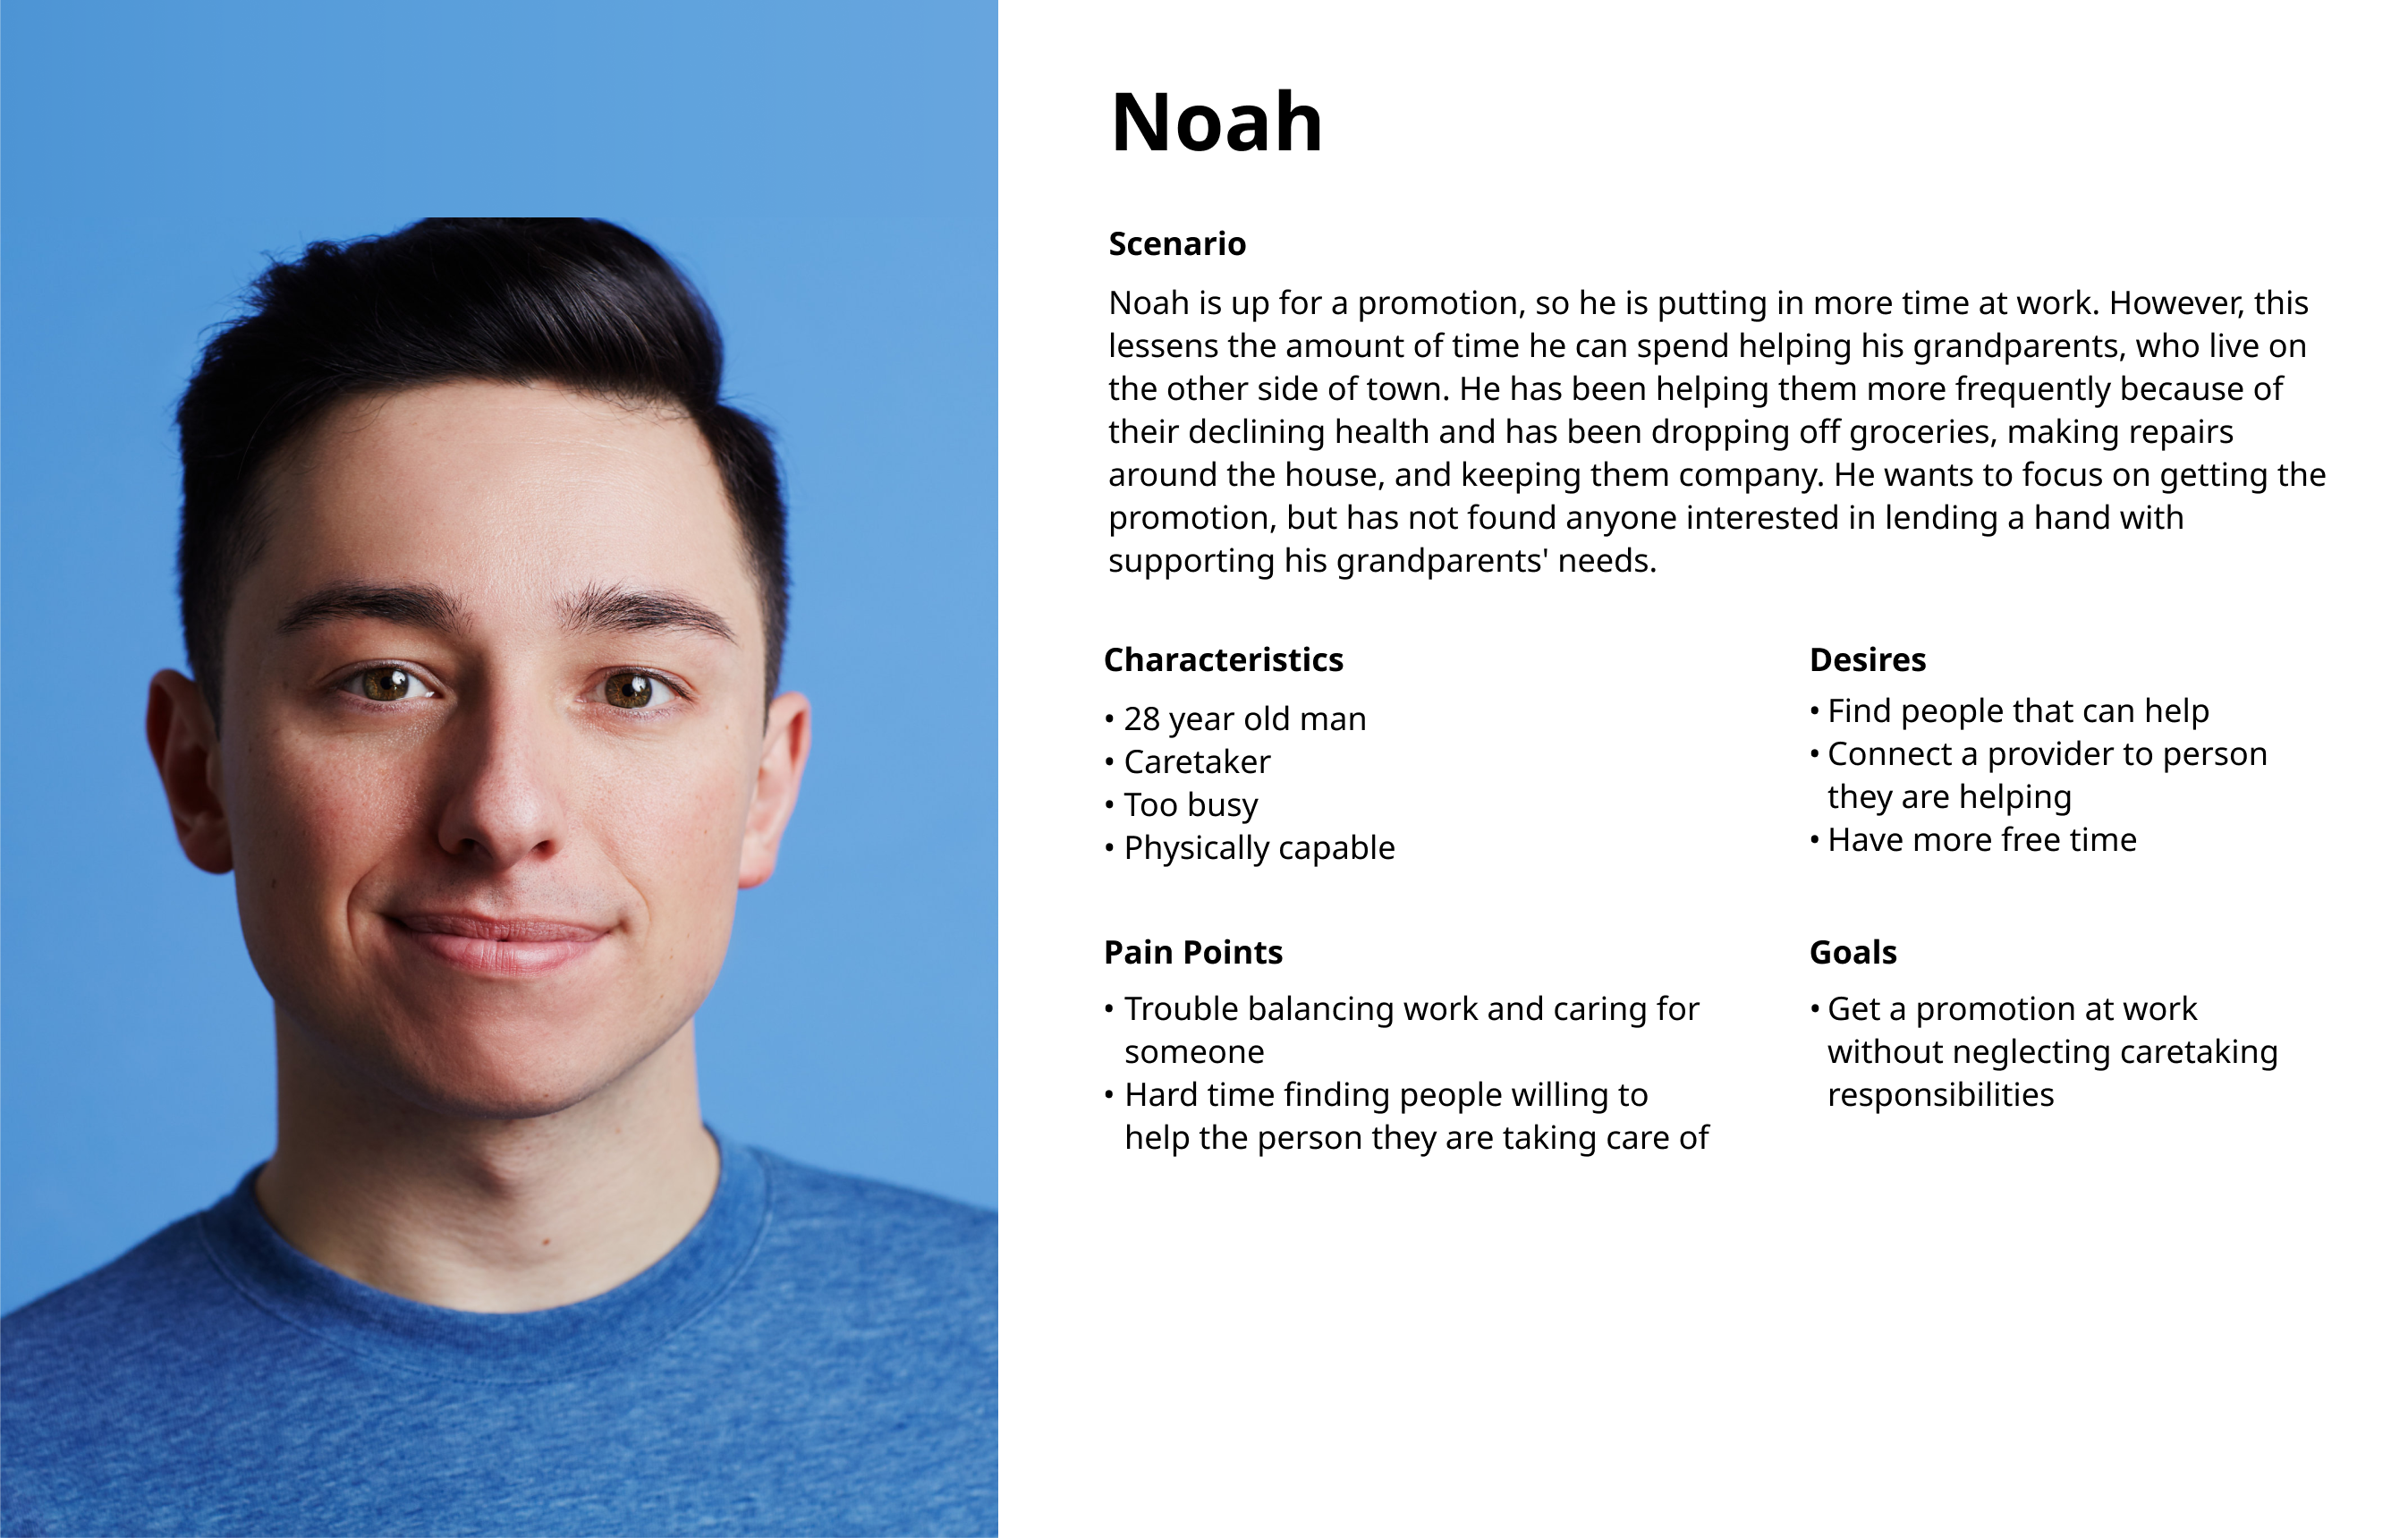 Noah
Scenario
Noah is up for a promotion, so he is putting in more time at work. However, this
lessens the amount of time he can spend helping his grandparents, who live on
the other side of town. He has been helping them more frequently because of
their declining health and has been dropping off groceries, making repairs
around the house, and keeping them company. He wants to focus on getting the
promotion, but has not found anyone interested in lending a hand with
supporting his grandparents' needs.
Characteristics
• 28 year old man
• Caretaker
• Too busy
• Physically capable
Desires
• Find people that can help
• Connect a provider to person
they are helping
• Have more free time
Pain Points
• Trouble balancing work and caring for
someone
• Hard time finding people willing to
help the person they are taking care of
Goals
• Get a promotion at work
without neglecting caretaking
responsibilities